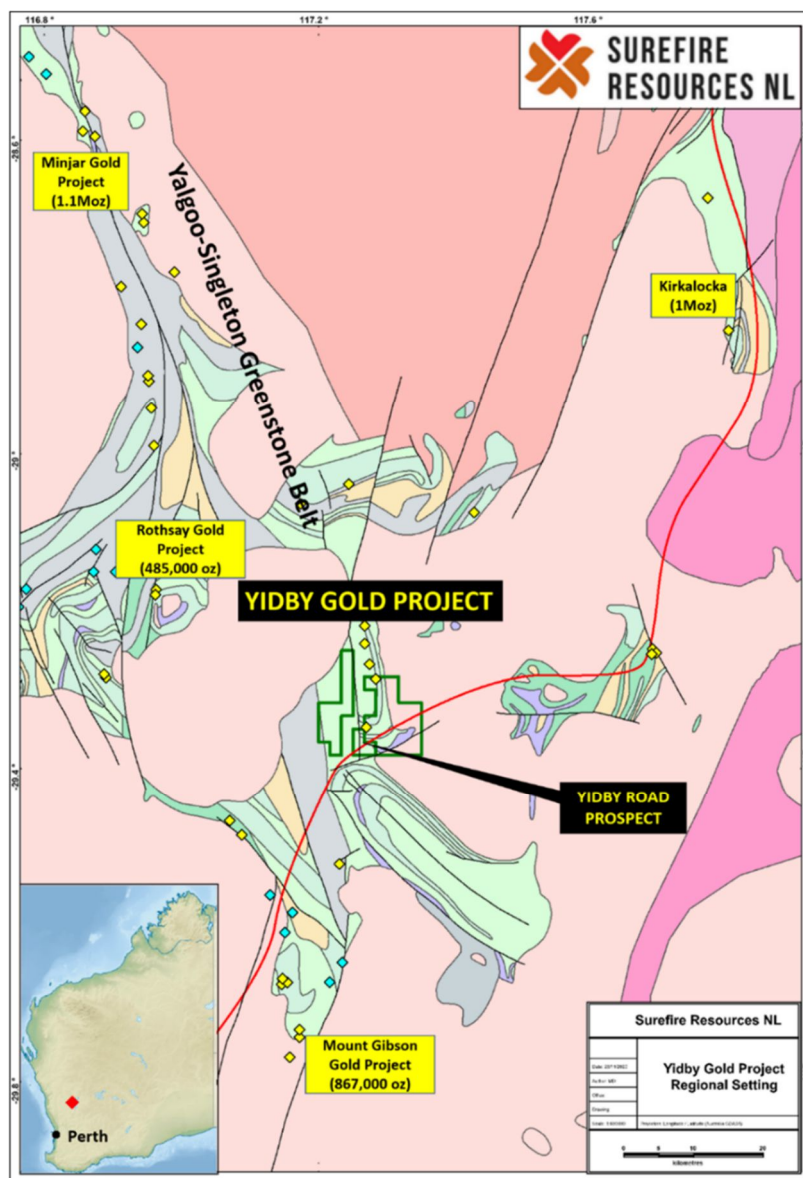 116.8 °
117.2 °
117.6 °
SUREFIRE
RESOURCES NL
Minjar Gold
Project
(1.1Moz)
Yalgoo-Singleton Greenstone Belt
Kirkalocka
(1Moz)
-29 °
Rothsay Gold
Project
(485,000 oz)
YIDBY GOLD PROJECT
-29.4 °
YIDBY ROAD
PROSPECT
Mount Gibson
Gold Project
(867,000 oz)
-29.8 °
Perth
Surefire Resources NL
Yidby Gold Project
Regional Setting
Office
Drawing
0 5 10 20
kilometres